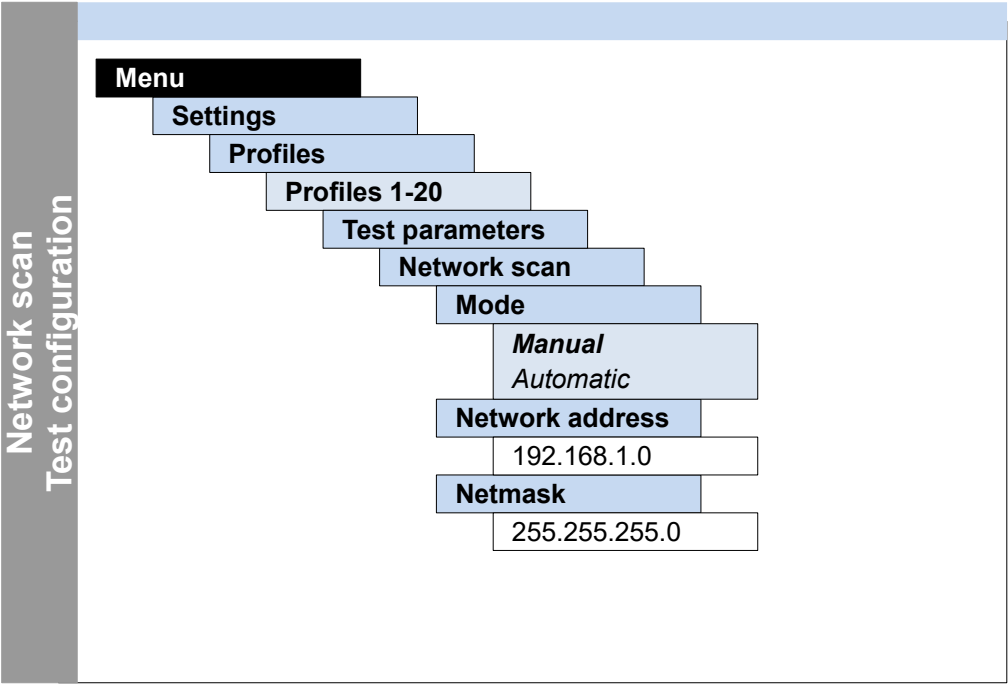 Network scan
Test configuration
Menu
Settings
Profiles
Profiles 1-20
Test parameters
Network scan
Mode
Manual
Automatic
Network address
192.168.1.0
Netmask
255.255.255.0